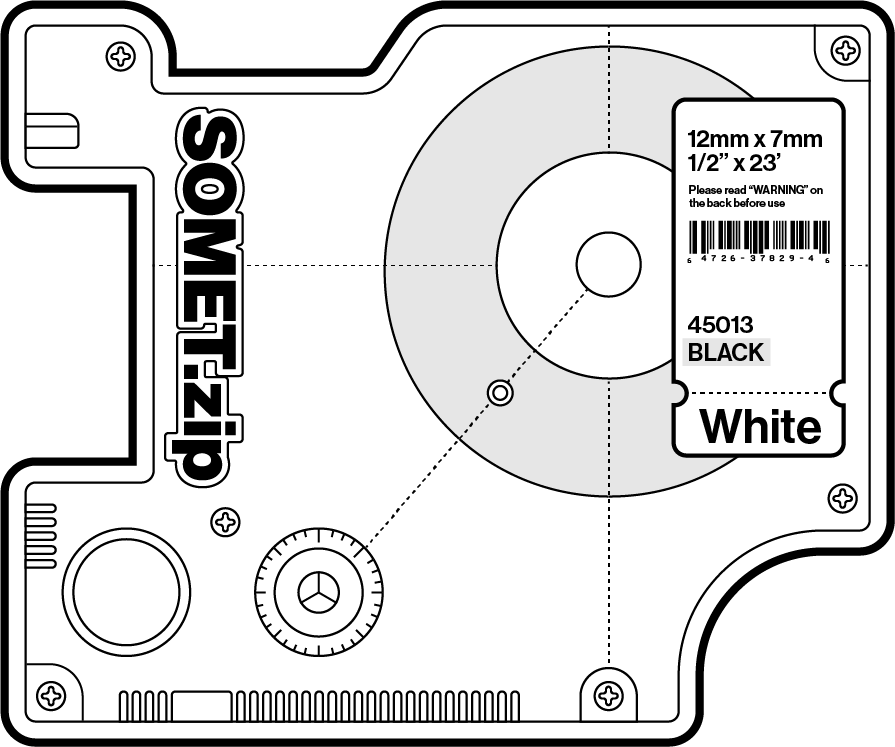 SOMET.zip
12mm x 7mm
1/2” x 23’
Please read “WARNING” on
the back before use
6 4726-37829-4 6
45013
BLACK
White